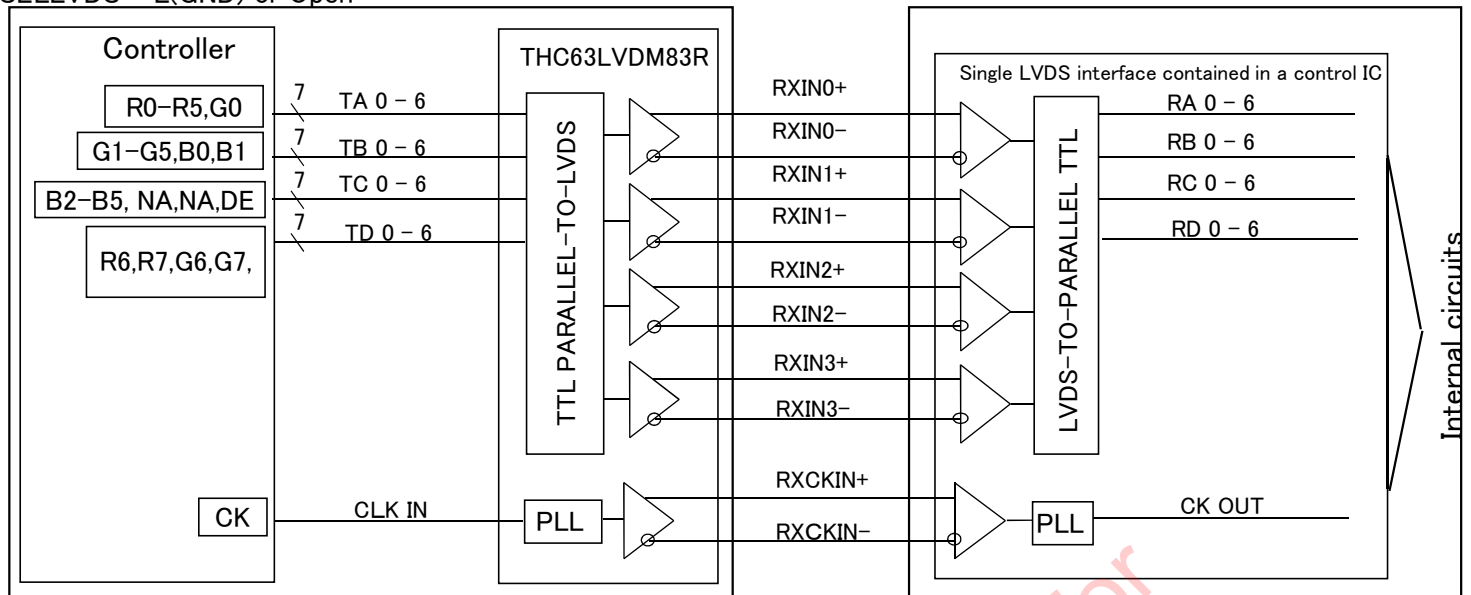 Controller
THC63LVDM83R
Single LVDS interface contained in a control IC
R0-R5,G0
7
TA 0 - 6
RXIN0+
RA 0 - 6
G1-G5,B0,B1
7
TB 0 - 6
RXIN0-
RB 0 - 6
B2-B5, NA,NA,DE
7
TC 0 - 6
RXIN1+
RC 0 - 6
R6,R7,G6,G7,
7
TD 0 - 6
RXIN1-
RD 0 - 6
TTL PARALLEL-TO-LVDS
RXIN2+
RXIN2-
RXIN3+
RXIN3-
LVDS-TO-PARALLEL TTL
Internal circuits
CK
CLK IN
PLL
RXCKIN+
RXCKIN-
PLL
CK OUT